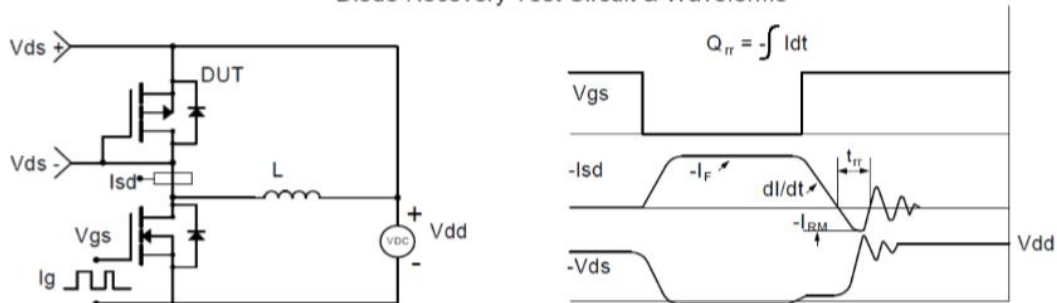 Diode Recovery Test Circuit & Waveforms
Vds +
DUT
Vds -
Isd
L
Vgs
Ig
VDC
+
-
Vdd
Qrr = -∫ Idt
Vgs
-Isd
-IF
dI/dt
trr
-IRM
Vdd
-Vds